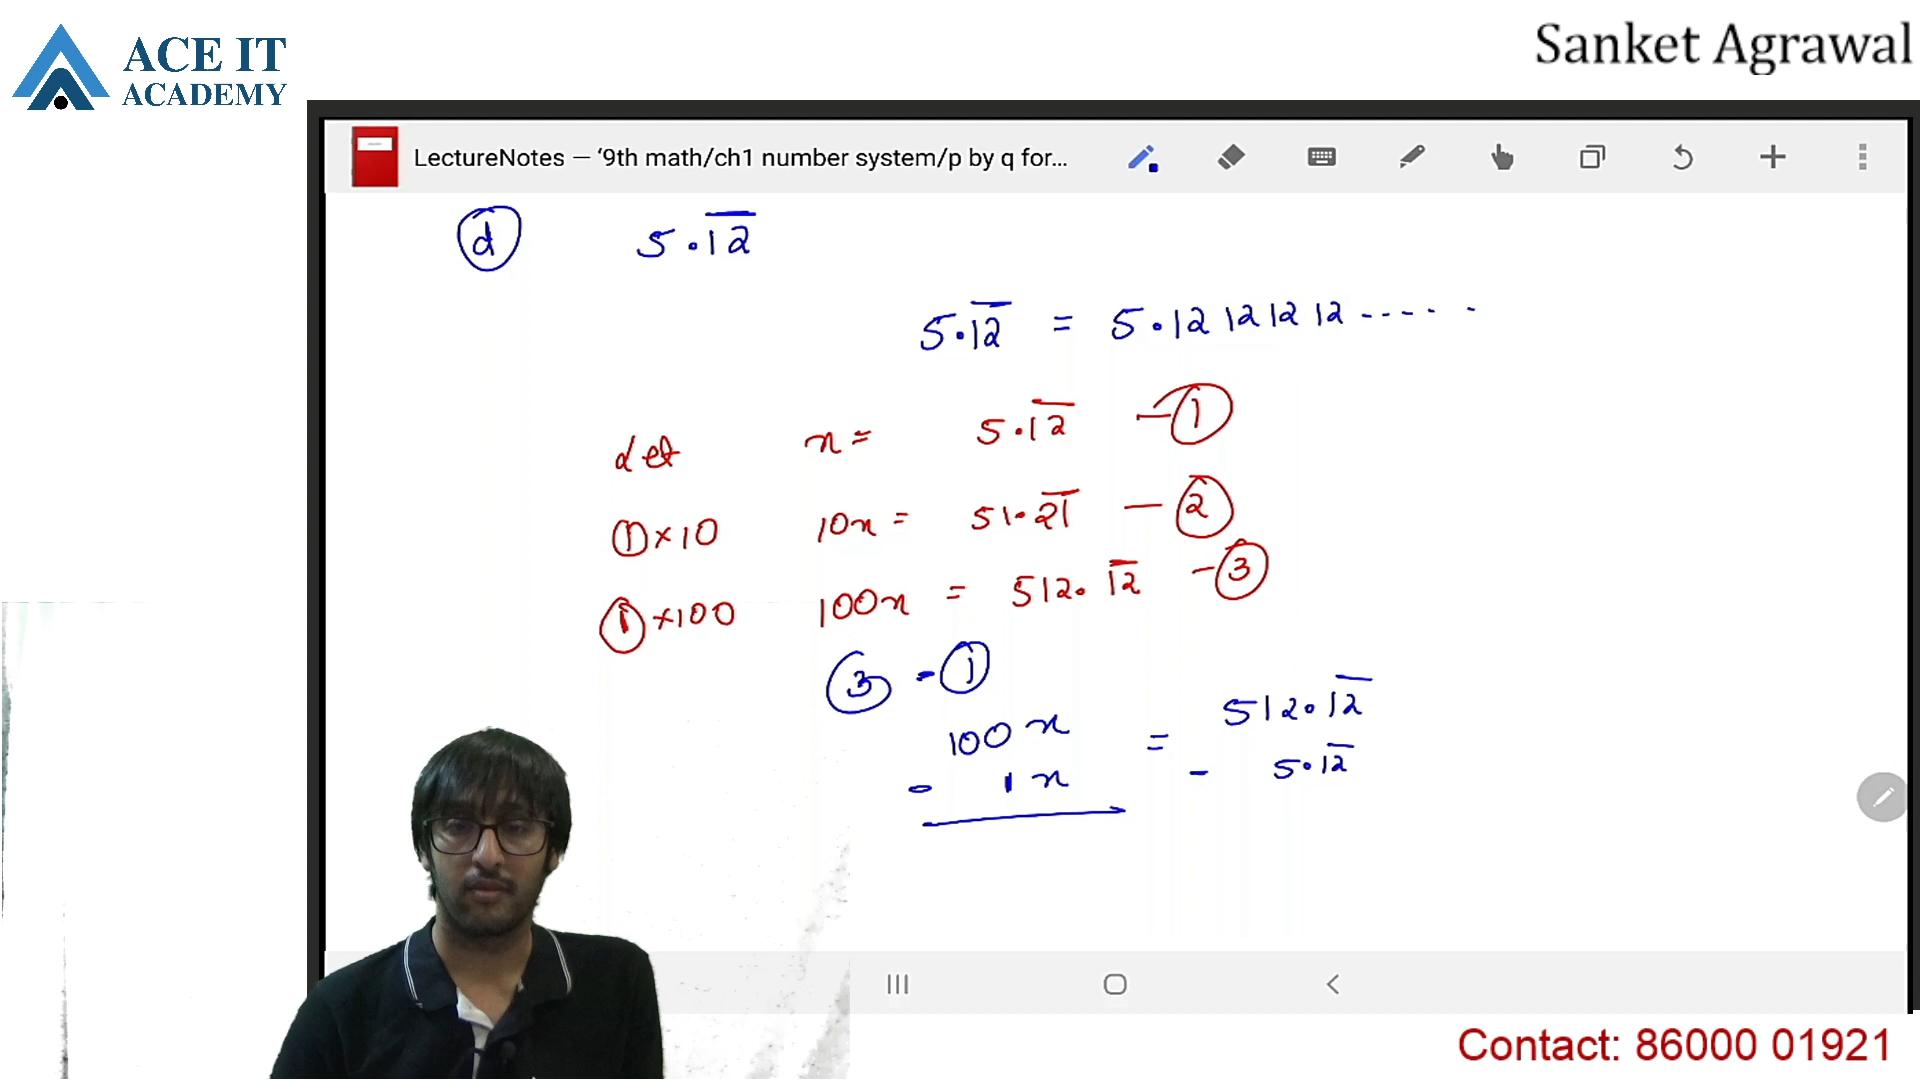 ACE IT
ACADEMY
Sanket Agrawal
LectureNotes — ‘9th math/ch1 number system/p by q for...
d 5.1̅2̅
5.1̅2̅ = 5.12 12 12 12 ------
Let x = 5.1̅2̅ — 1
1 × 10 10x = 51.2̅1̅ — 2
1 × 100 100x = 512.1̅2̅ - 3
3 - 1
100x = 512.1̅2̅
- 1x - 5.1̅2̅
Contact: 86000 01921